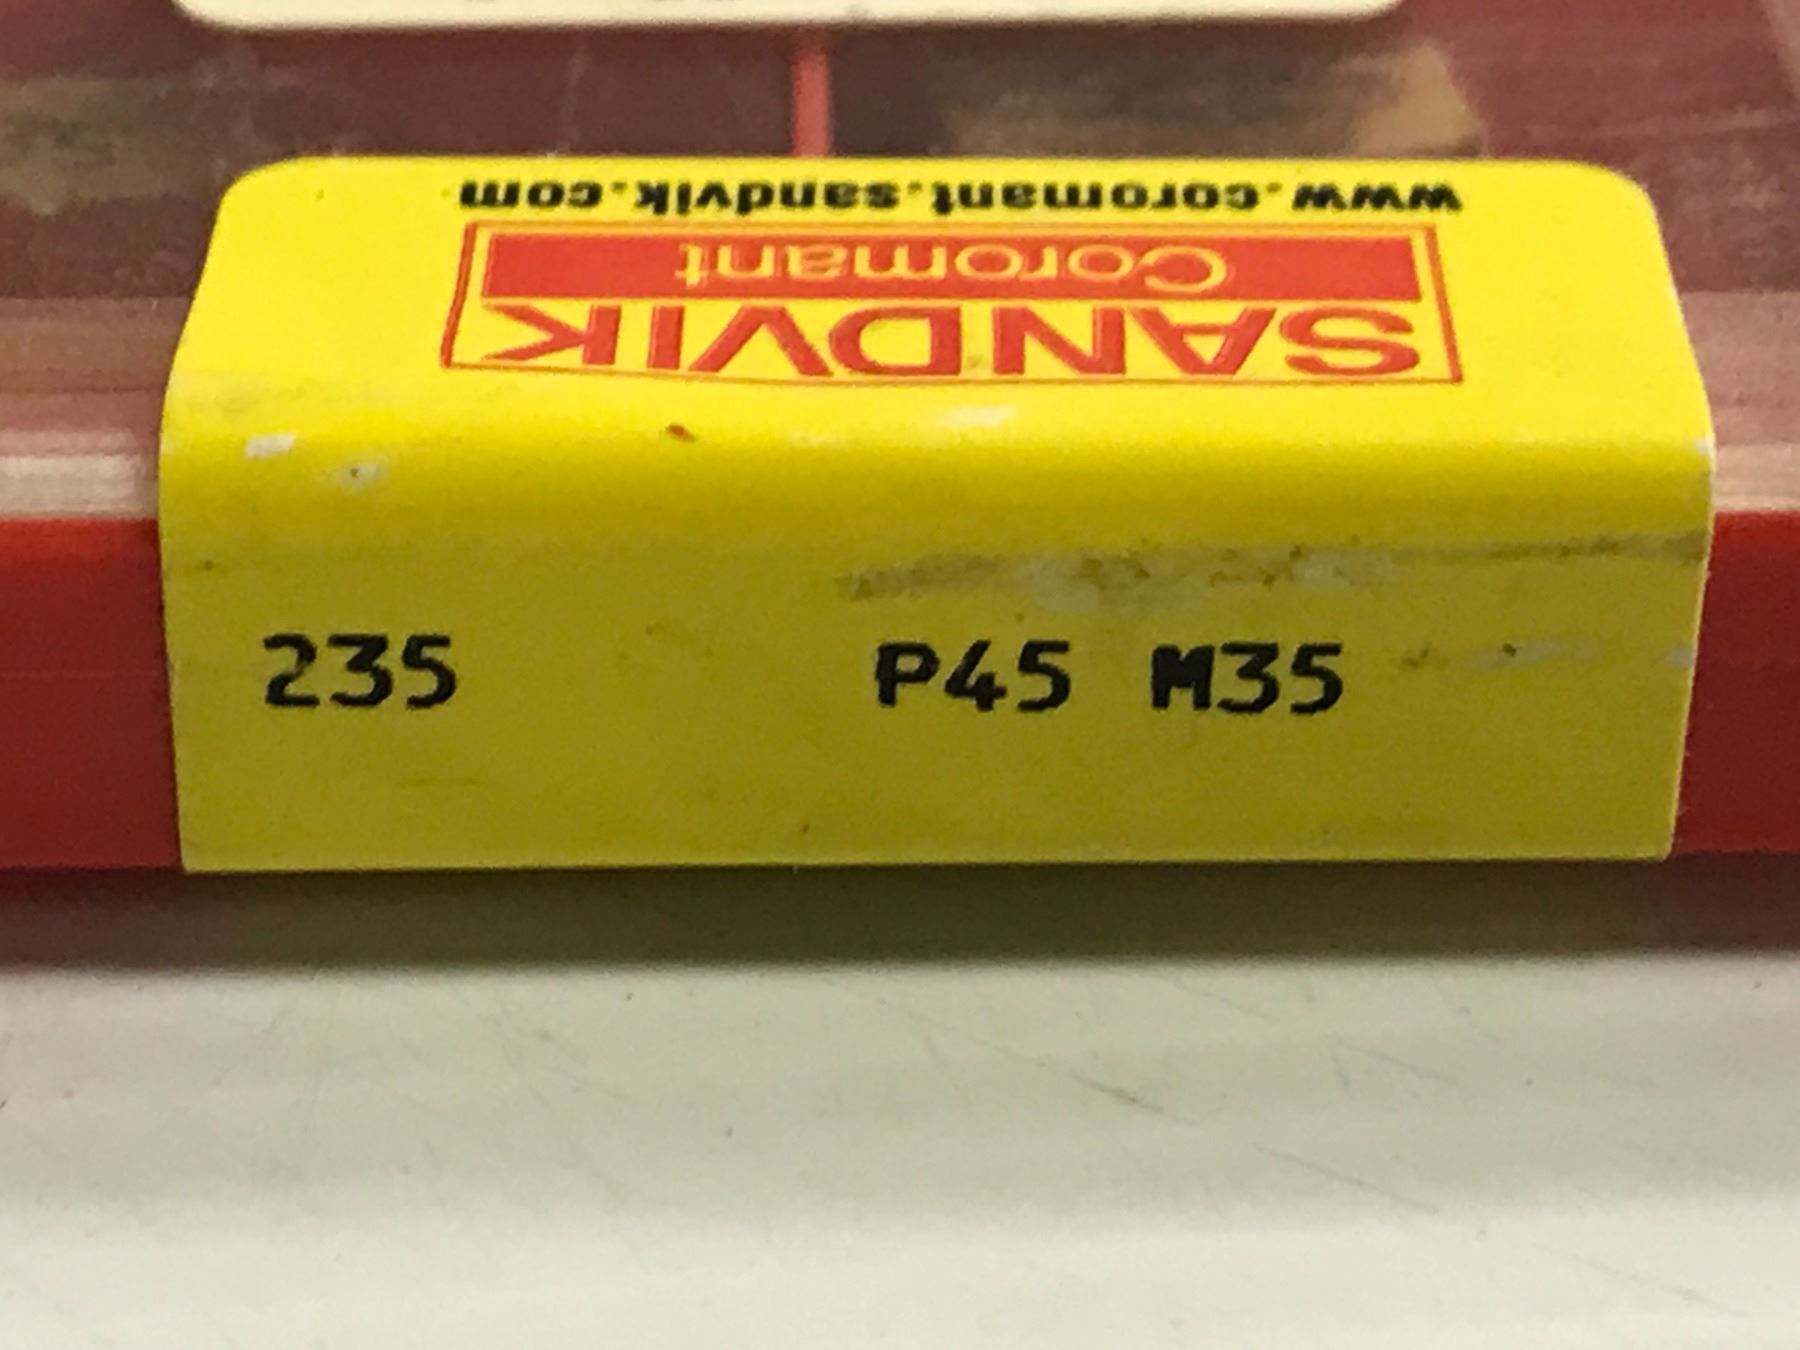 www.coromant.sandvik.com
Coromant
SANDVIK
235 P45 M35